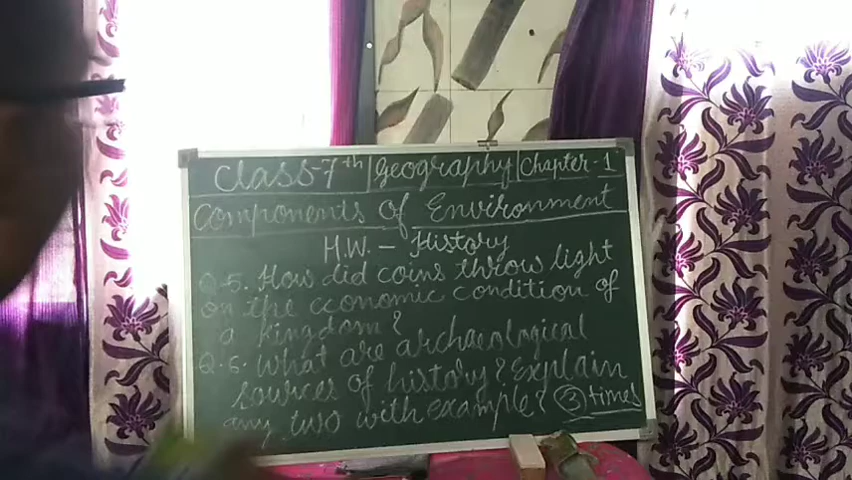 Class-7th | Geography | Chapter-1
Components of Environment
H.W. - History
Q.5. How did coins throw light
on the economic condition of
a kingdom?
Q.6. What are archaeological
sources of history? Explain
any two with example? ③ times